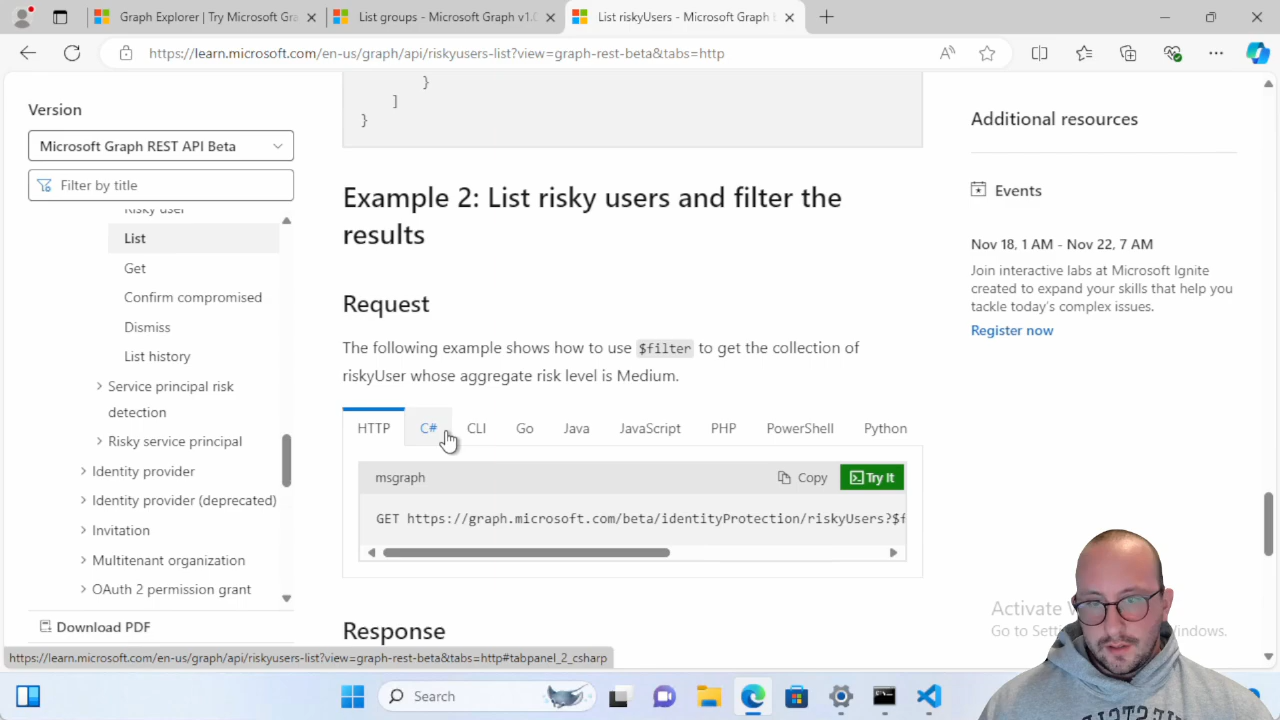 Graph Explorer | Try Microsoft Gra
List groups - Microsoft Graph v1.0
List riskyUsers - Microsoft Graph b
https://learn.microsoft.com/en-us/graph/api/riskyusers-list?view=graph-rest-beta&tabs=http
Version
Microsoft Graph REST API Beta
Filter by title
Risky user
List
Get
Confirm compromised
Dismiss
List history
Service principal risk
detection
Risky service principal
Identity provider
Identity provider (deprecated)
Invitation
Multitenant organization
OAuth 2 permission grant
Download PDF
}
]
}
Example 2: List risky users and filter the
results
Request
The following example shows how to use $filter to get the collection of
riskyUser whose aggregate risk level is Medium.
HTTP C# CLI Go Java JavaScript PHP PowerShell Python
msgraph Copy Try It
GET https://graph.microsoft.com/beta/identityProtection/riskyUsers?$f
Response
Additional resources
Events
Nov 18, 1 AM - Nov 22, 7 AM
Join interactive labs at Microsoft Ignite
created to expand your skills that help you
tackle today's complex issues.
Register now
Activate
Go to Windows.
https://learn.microsoft.com/en-us/graph/api/riskyusers-list?view=graph-rest-beta&tabs=http#tabpanel_2_csharp
Search